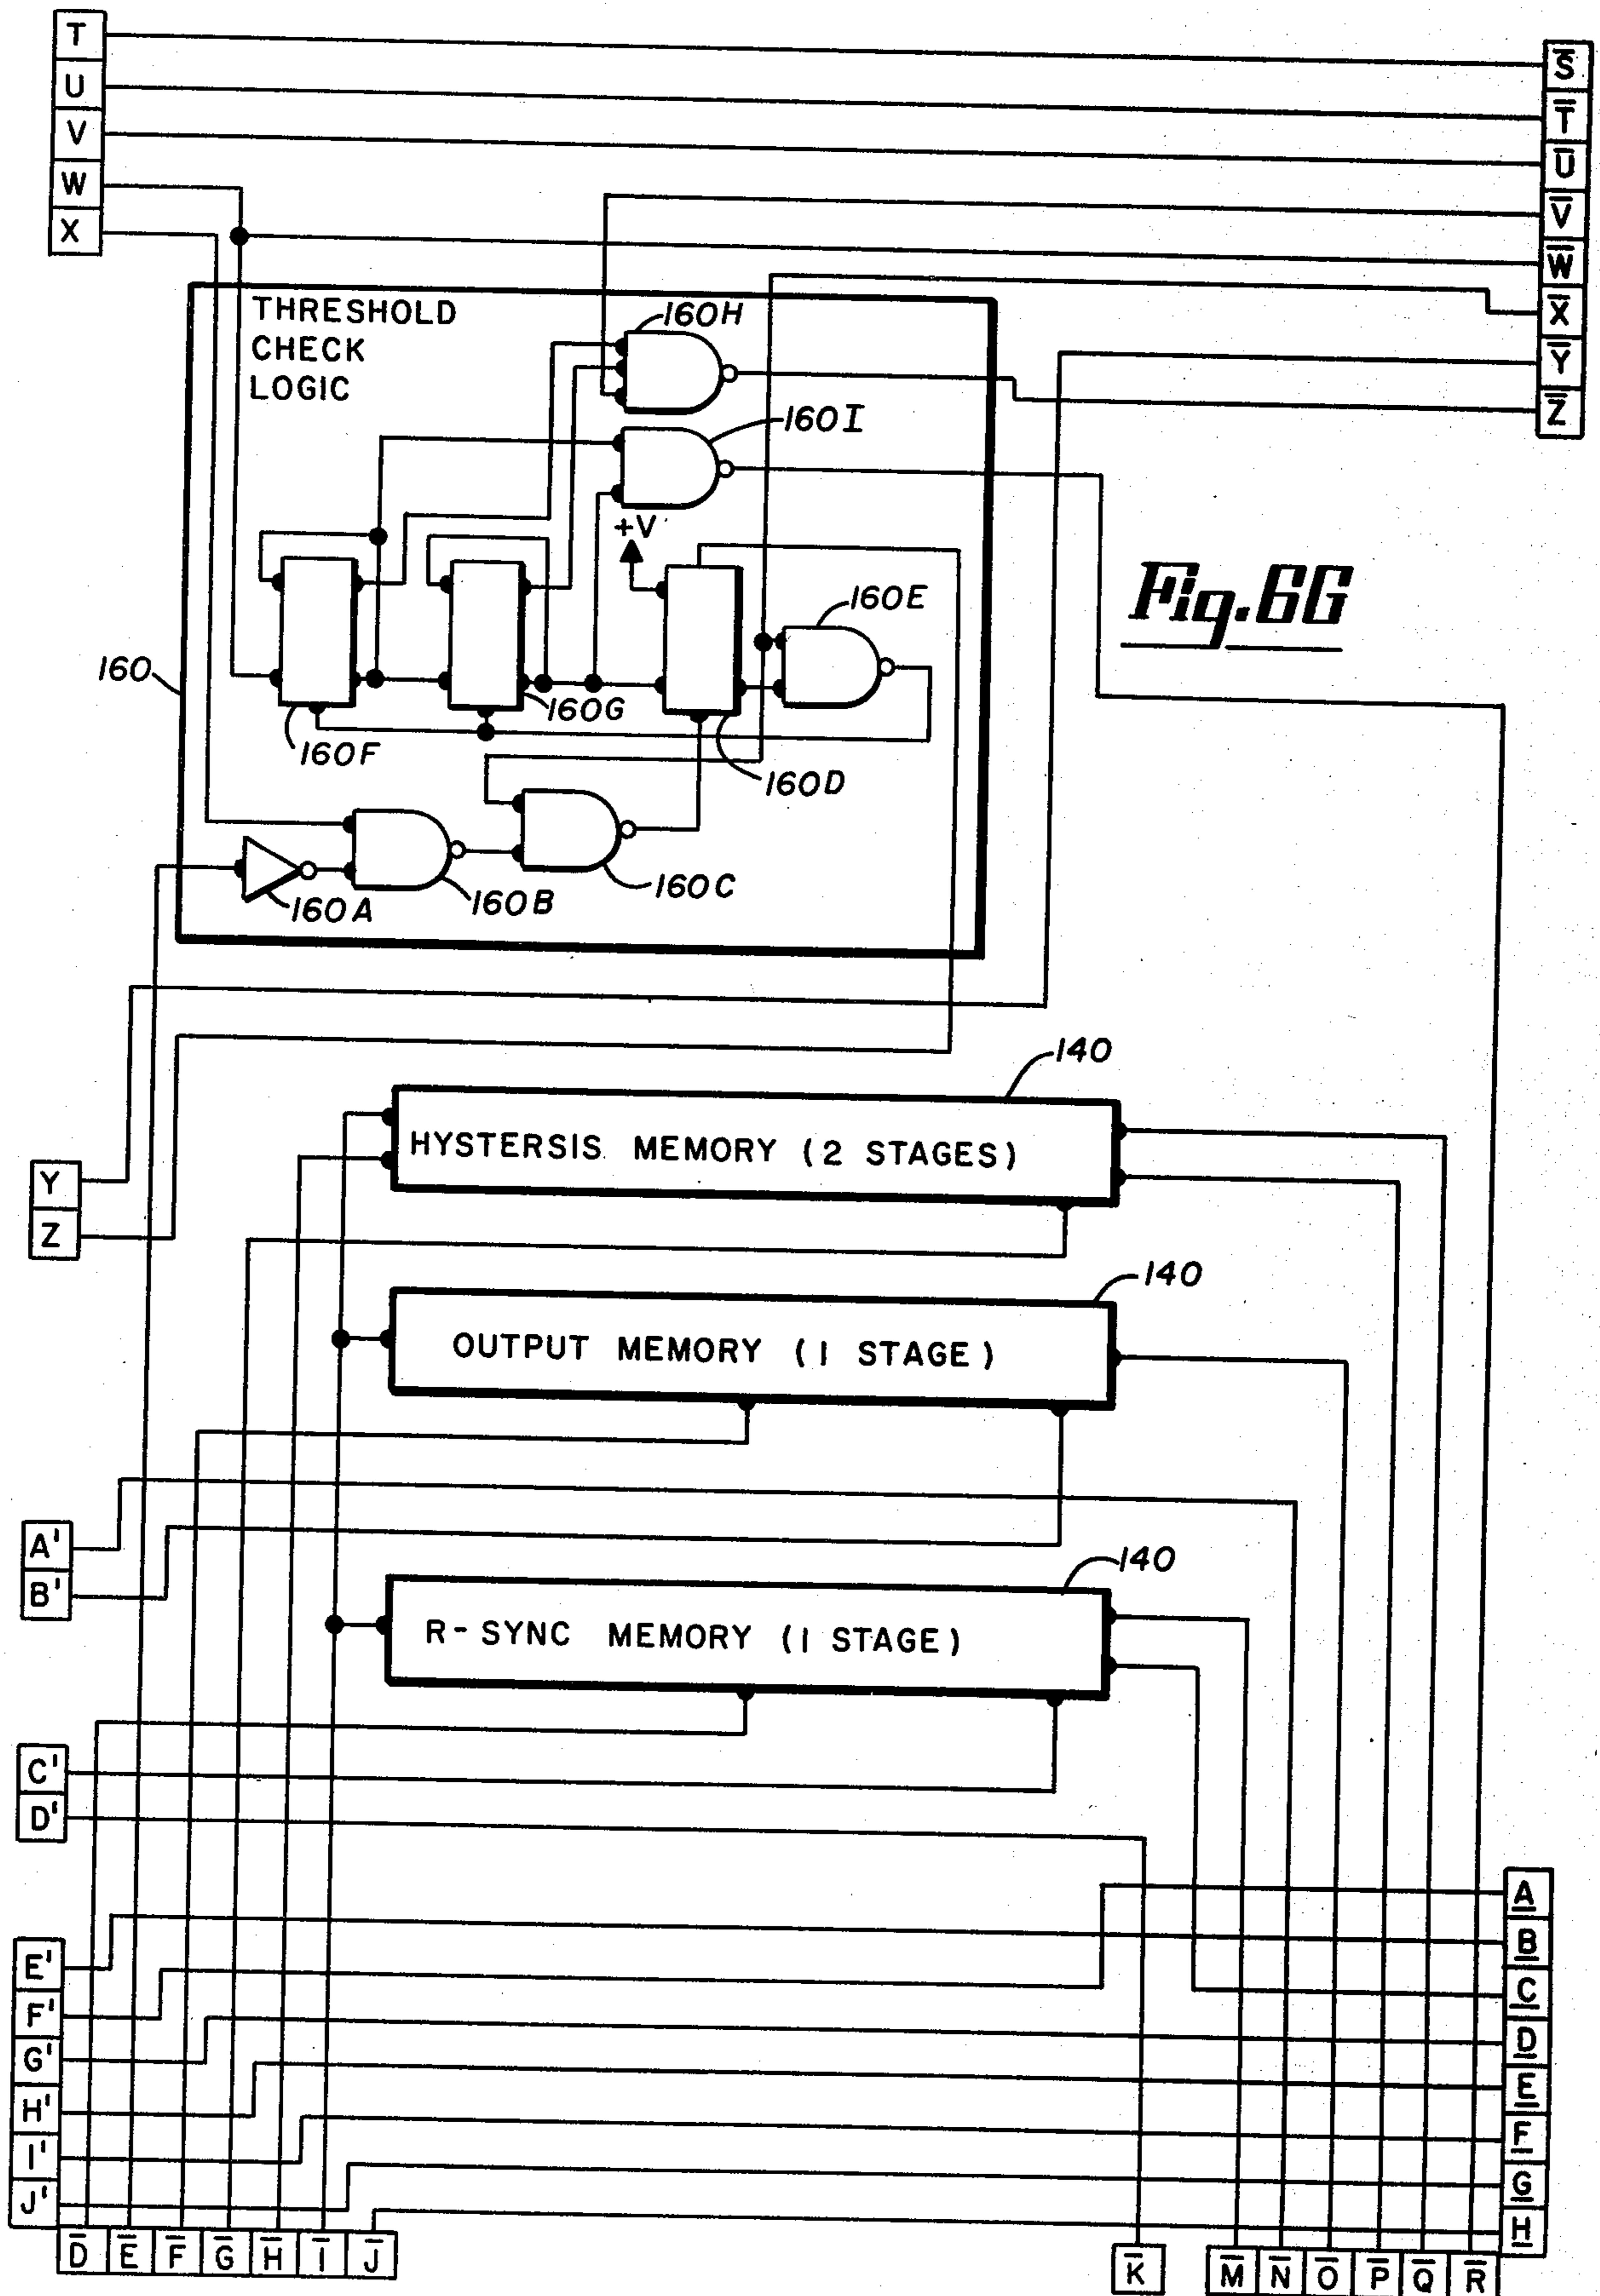 T
U
V
W
X
S̅
T̅
U̅
V̅
W̅
X̅
Y̅
Z̅
THRESHOLD
CHECK
LOGIC
160H
160I
+V
160E
Fig.6G
160
160G
160F
160D
160C
160B
160A
140
HYSTERSIS MEMORY (2 STAGES)
Y
Z
140
OUTPUT MEMORY (1 STAGE)
A'
B'
140
R-SYNC MEMORY (1 STAGE)
C'
D'
E'
F'
G'
H'
I'
J'
A̲
B̲
C̲
D̲
E̲
F̲
G̲
H̲
D̅ E̅ F̅ G̅ H̅ I̅ J̅
K̅ M̅ N̅ O̅ P̅ Q̅ R̅